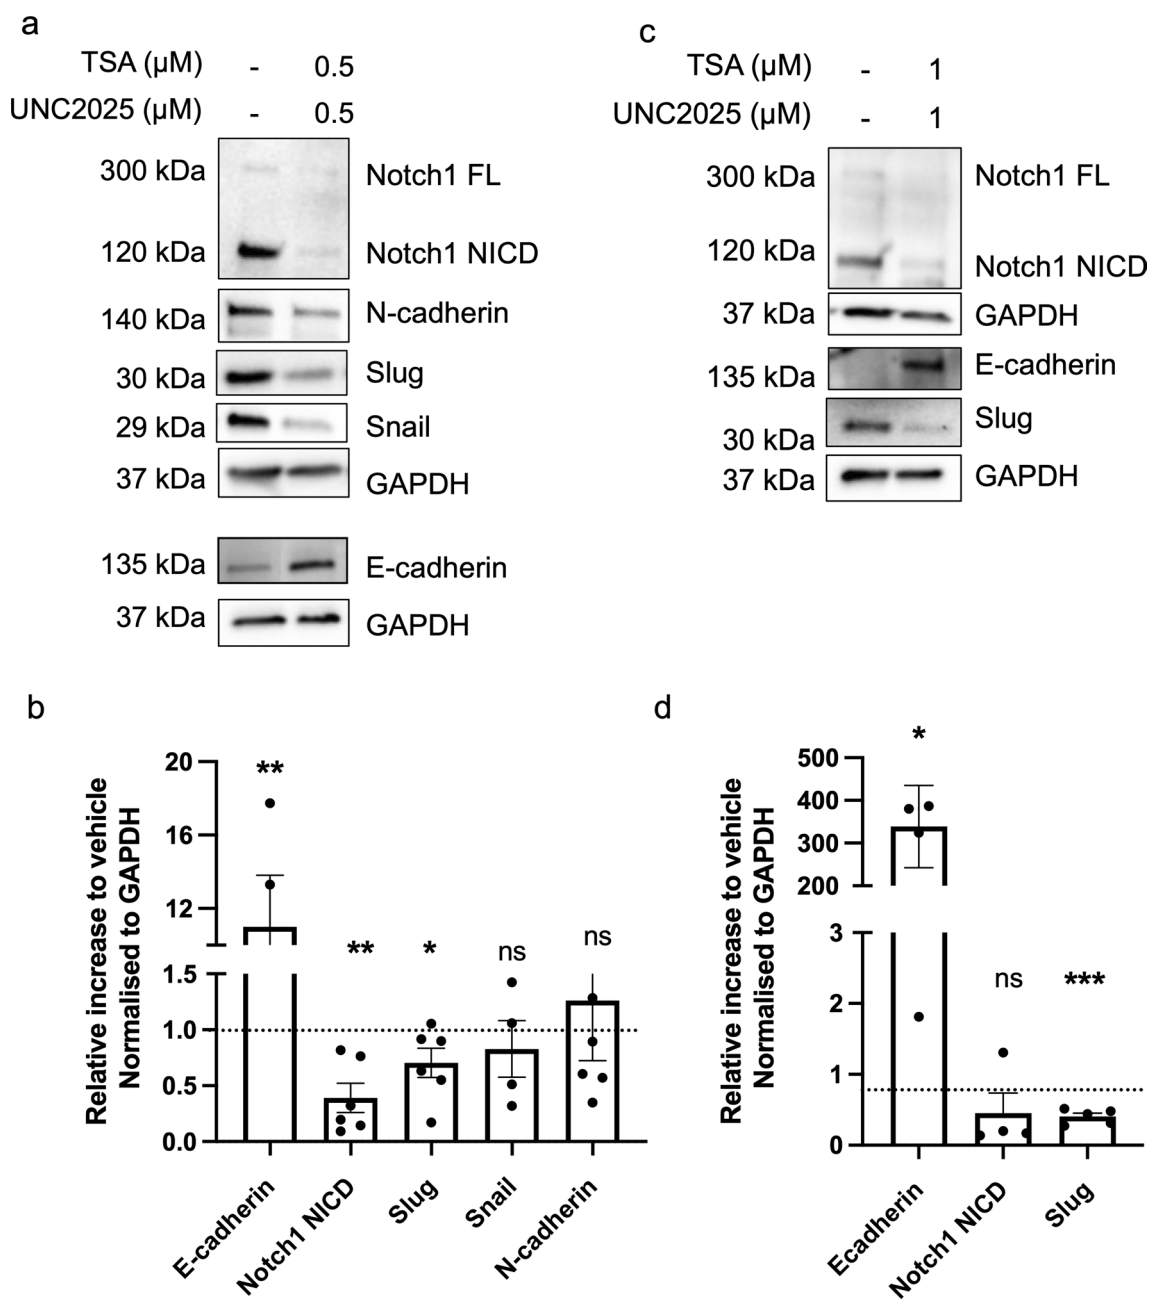 a
TSA (µM) - 0.5
UNC2025 (µM) - 0.5
300 kDa Notch1 FL
120 kDa Notch1 NICD
140 kDa N-cadherin
30 kDa Slug
29 kDa Snail
37 kDa GAPDH
135 kDa E-cadherin
37 kDa GAPDH
c
TSA (µM) - 1
UNC2025 (µM) - 1
300 kDa Notch1 FL
120 kDa Notch1 NICD
37 kDa GAPDH
135 kDa E-cadherin
30 kDa Slug
37 kDa GAPDH
b
Relative increase to vehicle
Normalised to GAPDH
20
16
12
1.5
1.0
0.5
0.0
** ** * ns ns
E-cadherin
Notch1 NICD
Slug
Snail
N-cadherin
d
Relative increase to vehicle
Normalised to GAPDH
500
400
300
200
3
2
1
0
* ns ***
Ecadherin
Notch1 NICD
Slug